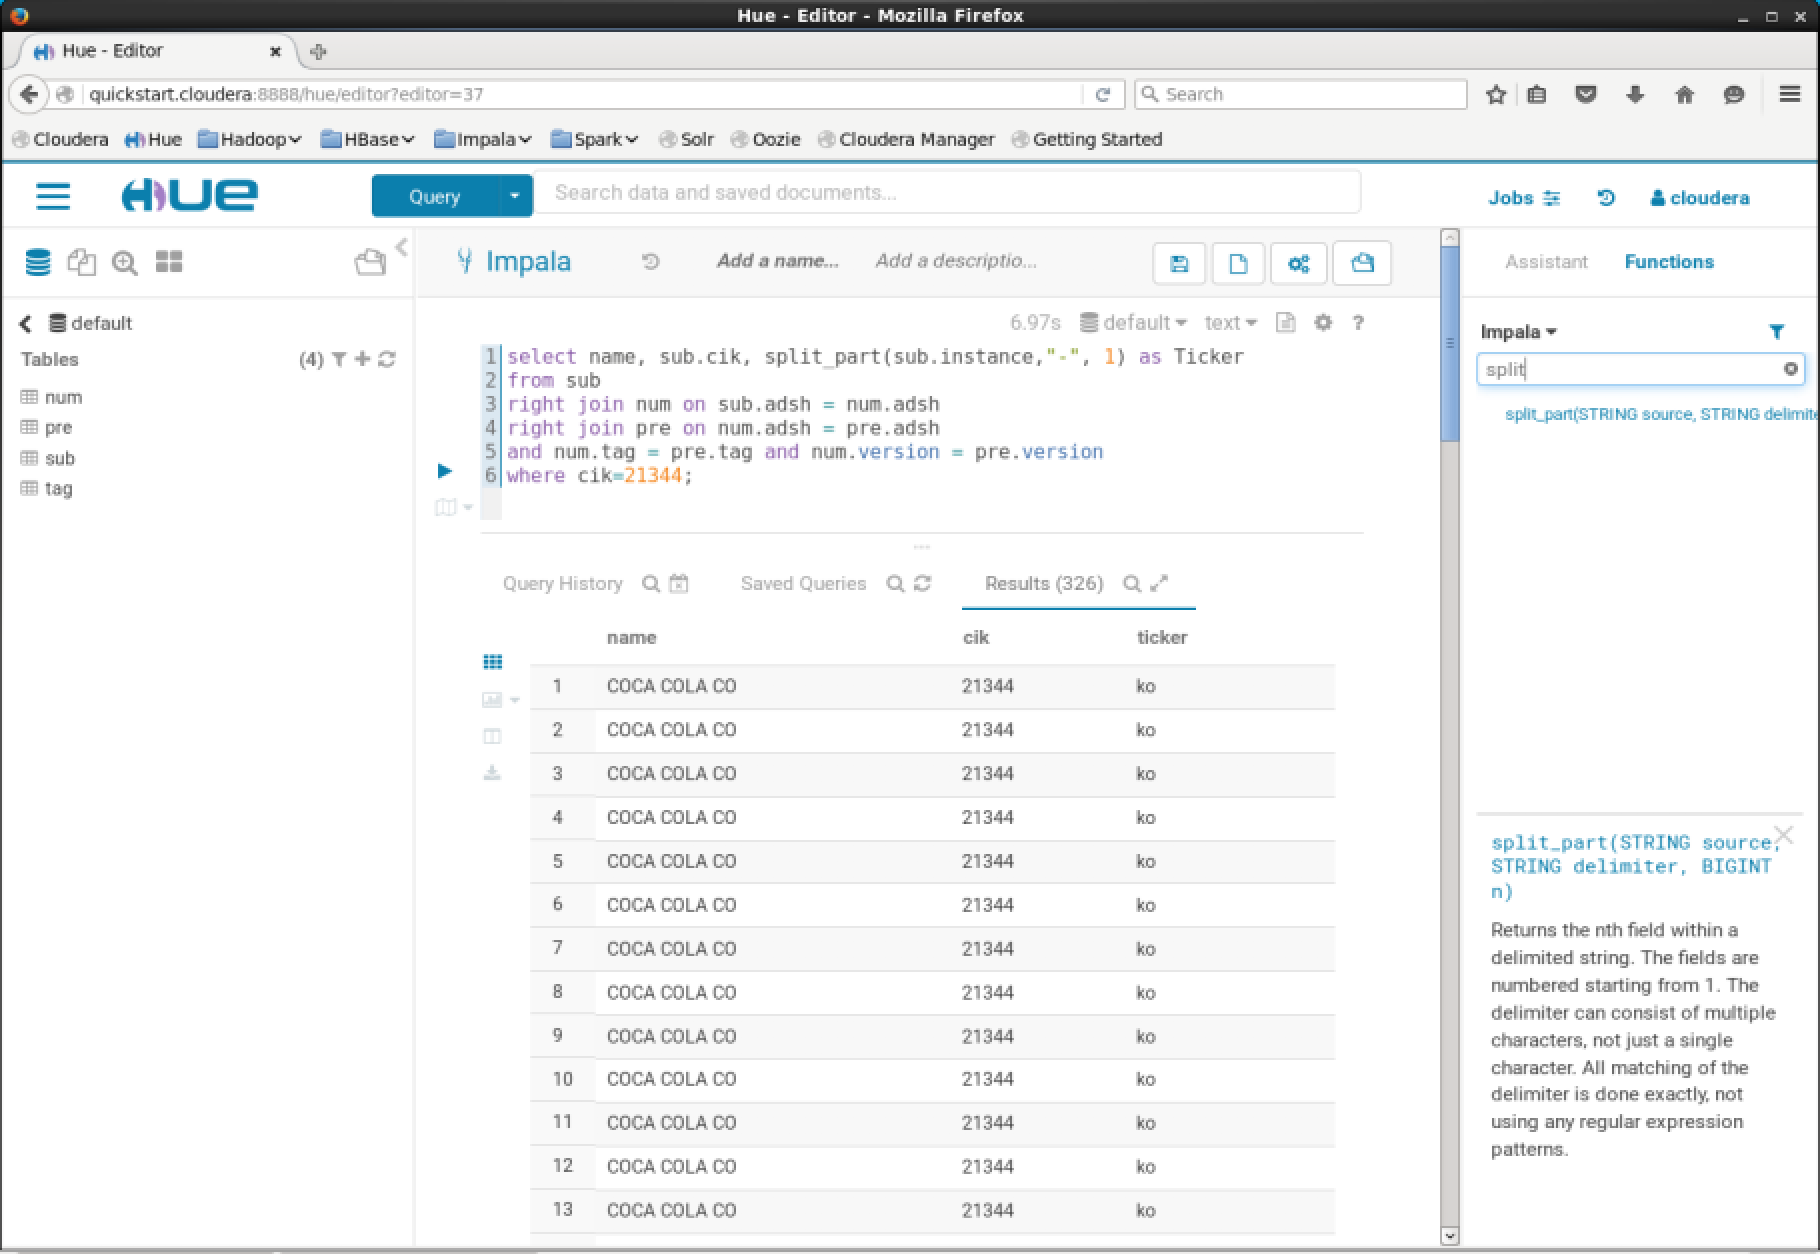 Hue - Editor - Mozilla Firefox
Hue - Editor
quickstart.cloudera:8888/hue/editor?editor=37
Search
Cloudera Hue Hadoop HBase Impala Spark Solr Oozie Cloudera Manager Getting Started
HUE
Query
Search data and saved documents...
Jobs
cloudera
Impala
Add a name...
Add a descriptio...
Assistant
Functions
default
Tables
(4)
num
pre
sub
tag
6.97s
default
text
?
1 select name, sub.cik, split_part(sub.instance,"-", 1) as Ticker
2 from sub
3 right join num on sub.adsh = num.adsh
4 right join pre on num.adsh = pre.adsh
5 and num.tag = pre.tag and num.version = pre.version
6 where cik=21344;
Query History
Saved Queries
Results (326)
name cik ticker
1 COCA COLA CO 21344 ko
2 COCA COLA CO 21344 ko
3 COCA COLA CO 21344 ko
4 COCA COLA CO 21344 ko
5 COCA COLA CO 21344 ko
6 COCA COLA CO 21344 ko
7 COCA COLA CO 21344 ko
8 COCA COLA CO 21344 ko
9 COCA COLA CO 21344 ko
10 COCA COLA CO 21344 ko
11 COCA COLA CO 21344 ko
12 COCA COLA CO 21344 ko
13 COCA COLA CO 21344 ko
Impala
split
split_part(STRING source, STRING delimite
split_part(STRING source,
STRING delimiter, BIGINT
n)
Returns the nth field within a
delimited string. The fields are
numbered starting from 1. The
delimiter can consist of multiple
characters, not just a single
character. All matching of the
delimiter is done exactly, not
using any regular expression
patterns.